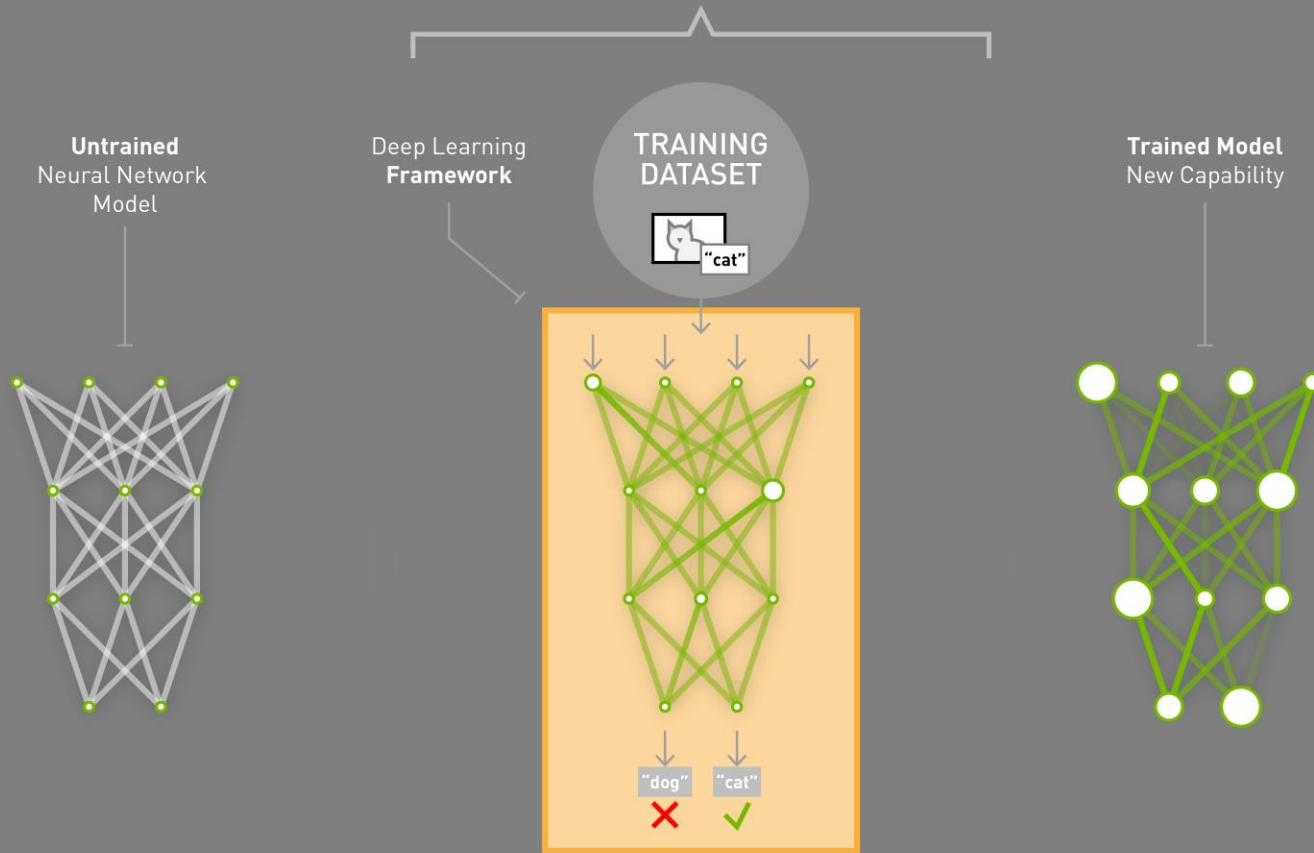 Untrained
Neural Network
Model
Deep Learning
Framework
TRAINING
DATASET
"cat"
Trained Model
New Capability
"dog"
"cat"